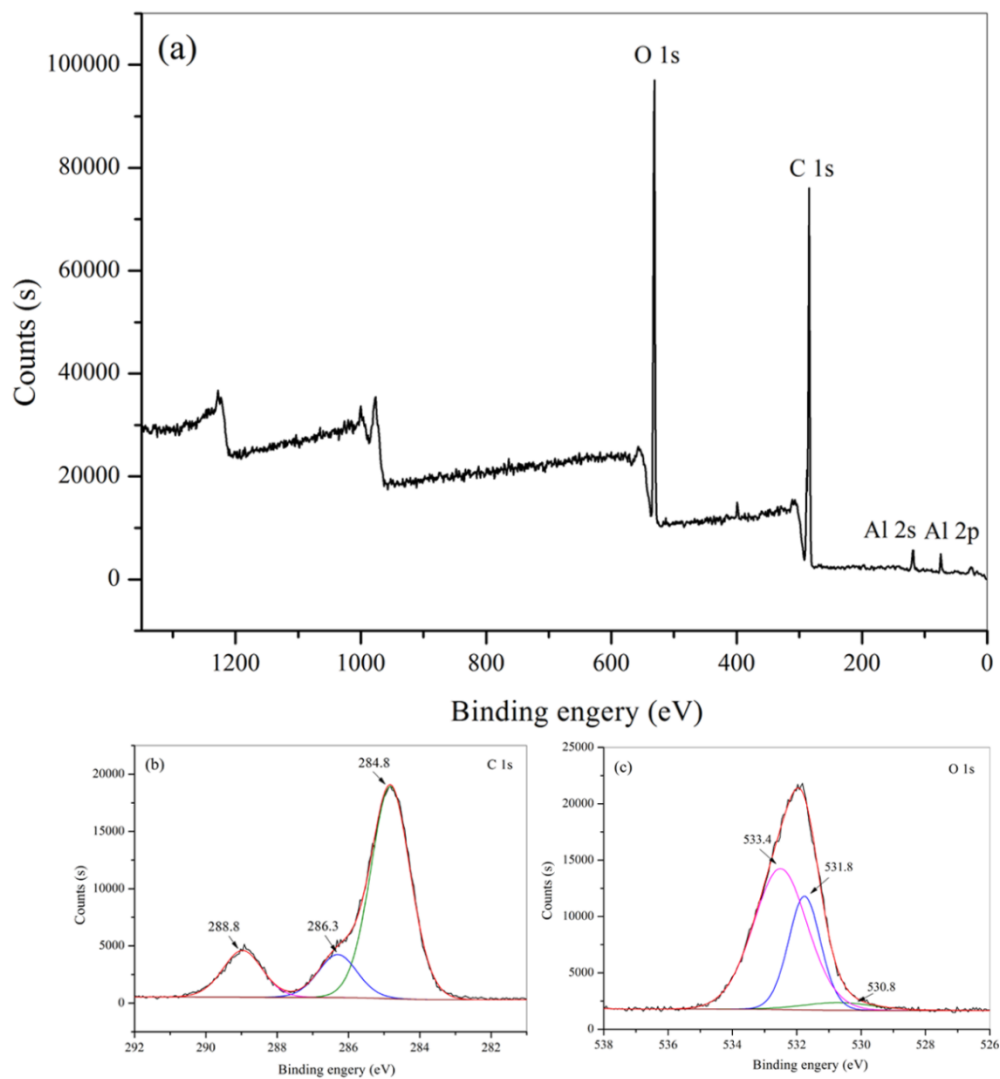 (a)
O 1s
C 1s
Al 2s Al 2p
Counts (s)
100000
80000
60000
40000
20000
0
1200 1000 800 600 400 200 0
Binding engery (eV)
(b)
C 1s
284.8
286.3
288.8
Counts (s)
20000
15000
10000
5000
0
292 290 288 286 284 282
Binding engery (eV)
(c)
O 1s
533.4
531.8
530.8
Counts (s)
25000
20000
15000
10000
5000
0
538 536 534 532 530 528 526
Binding engery (eV)